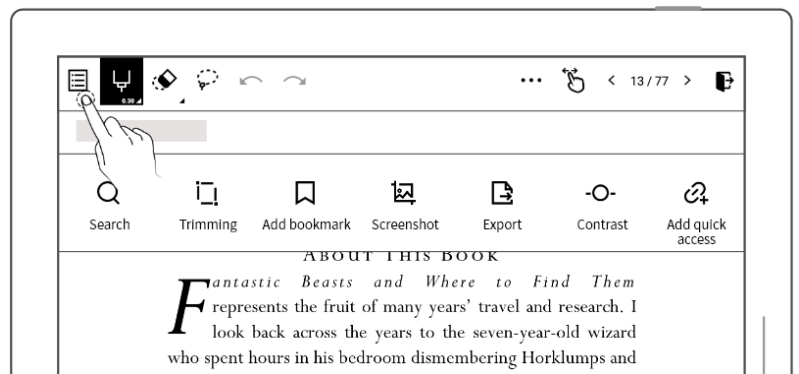 0.30
13 / 77
Search
Trimming
Add bookmark
Screenshot
Export
Contrast
Add quick
access
ABOUT THIS BOOK
Fantastic Beasts and Where to Find Them
represents the fruit of many years’ travel and research. I
look back across the years to the seven-year-old wizard
who spent hours in his bedroom dismembering Horklumps and